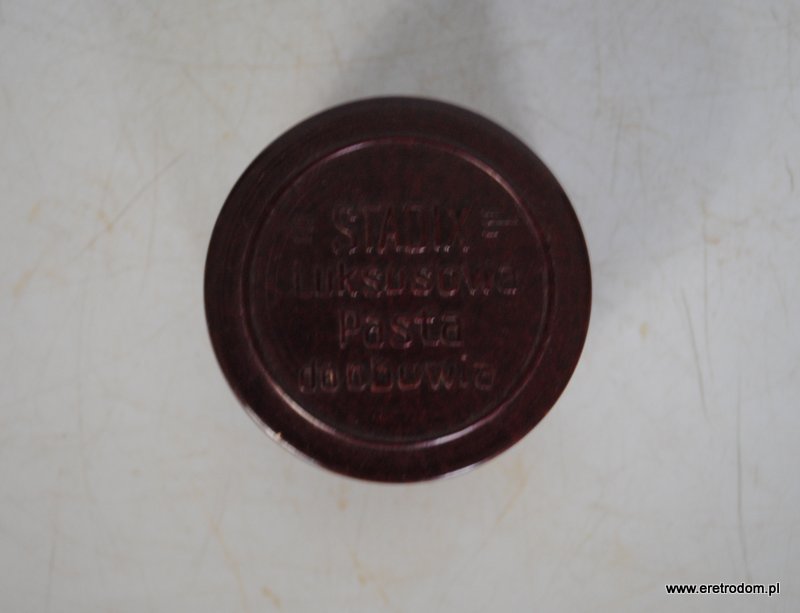 = STADIX =
Luksusowa
Pasta
do obuwia
www.eretrodom.pl